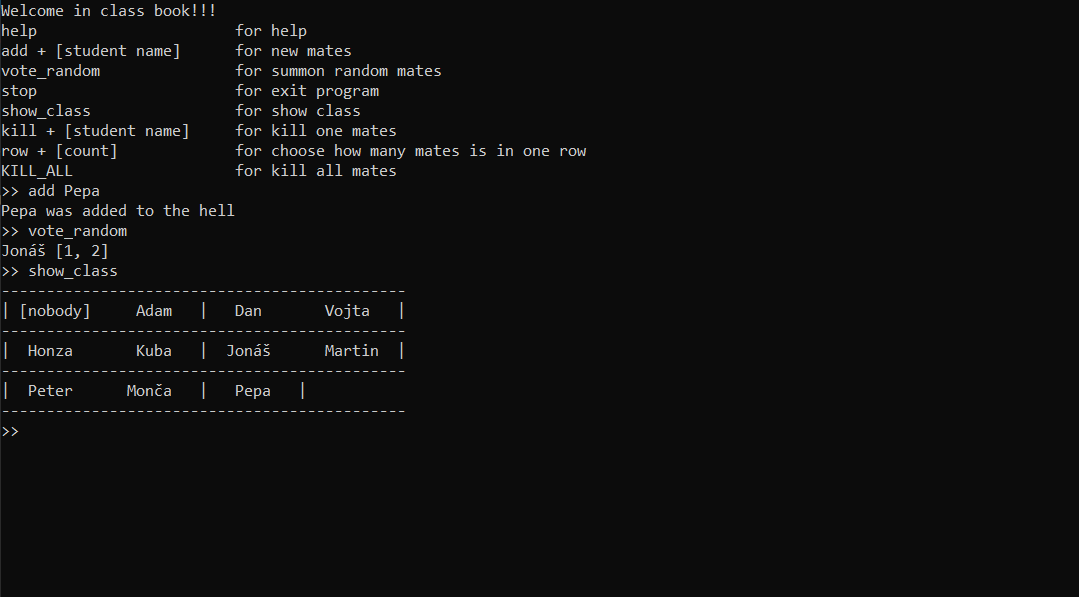 Welcome in class book!!!
help                      for help
add + [student name]      for new mates
vote_random               for summon random mates
stop                      for exit program
show_class                for show class
kill + [student name]     for kill one mates
row + [count]             for choose how many mates is in one row
KILL_ALL                  for kill all mates
>> add Pepa
Pepa was added to the hell
>> vote_random
Jonáš [1, 2]
>> show_class
---------------------------------------------
| [nobody]     Adam   |   Dan       Vojta   |
---------------------------------------------
|  Honza       Kuba   |  Jonáš      Martin  |
---------------------------------------------
|  Peter      Monča   |   Pepa   |
---------------------------------------------
>>